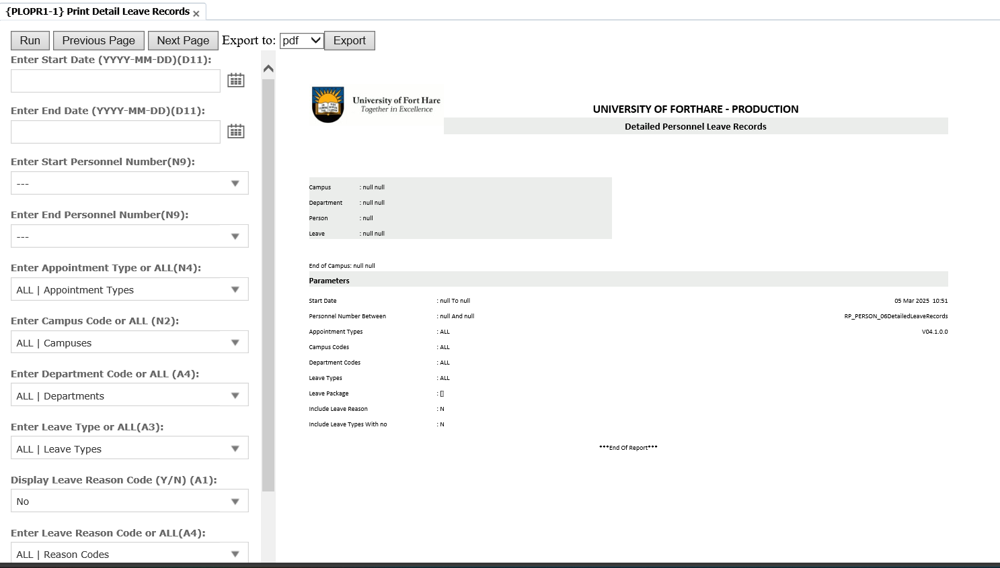 {PLOPR1-1} Print Detail Leave Records ×
Run Previous Page Next Page Export to: pdf Export
Enter Start Date (YYYY-MM-DD)(D11):
Enter End Date (YYYY-MM-DD)(D11):
Enter Start Personnel Number(N9):
---
Enter End Personnel Number(N9):
---
Enter Appointment Type or ALL(N4):
ALL | Appointment Types
Enter Campus Code or ALL (N2):
ALL | Campuses
Enter Department Code or ALL (A4):
ALL | Departments
Enter Leave Type or ALL(A3):
ALL | Leave Types
Display Leave Reason Code (Y/N) (A1):
No
Enter Leave Reason Code or ALL(A4):
ALL | Reason Codes
University of Fort Hare
Together in Excellence
UNIVERSITY OF FORTHARE - PRODUCTION
Detailed Personnel Leave Records
Campus : null null
Department : null null
Person : null
Leave : null null
End of Campus: null null
Parameters
Start Date : null To null 05 Mar 2025 10:51
Personnel Number Between : null And null RP_PERSON_06DetailedLeaveRecords
Appointment Types : ALL V04.1.0.0
Campus Codes : ALL
Department Codes : ALL
Leave Types : ALL
Leave Package : []
Include Leave Reason : N
Include Leave Types With no : N
***End Of Report***